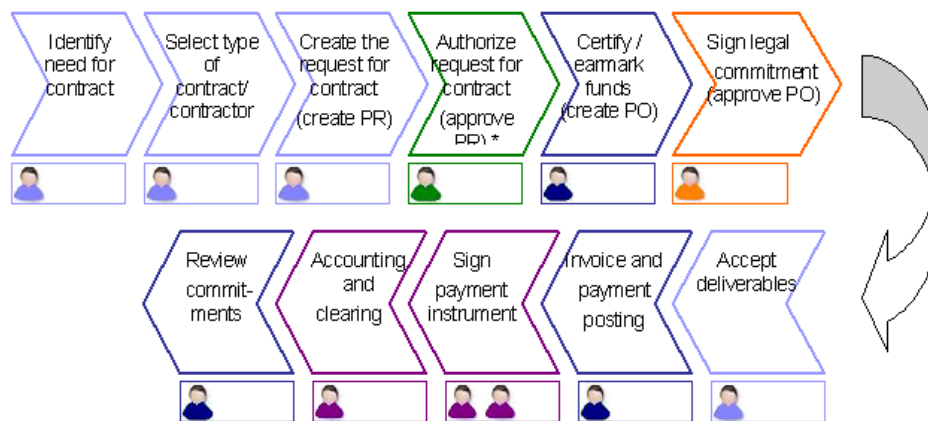 Identify
need for
contract
Select type
of
contract/
contractor
Create the
request for
contract
(create PR)
Authorize
request for
contract
(approve
PR) *
Certify /
earmark
funds
(create PO)
Sign legal
commitment
(approve PO)
Review
commit-
ments
Accounting
and
clearing
Sign
payment
instrument
Invoice and
payment
posting
Accept
deliverables